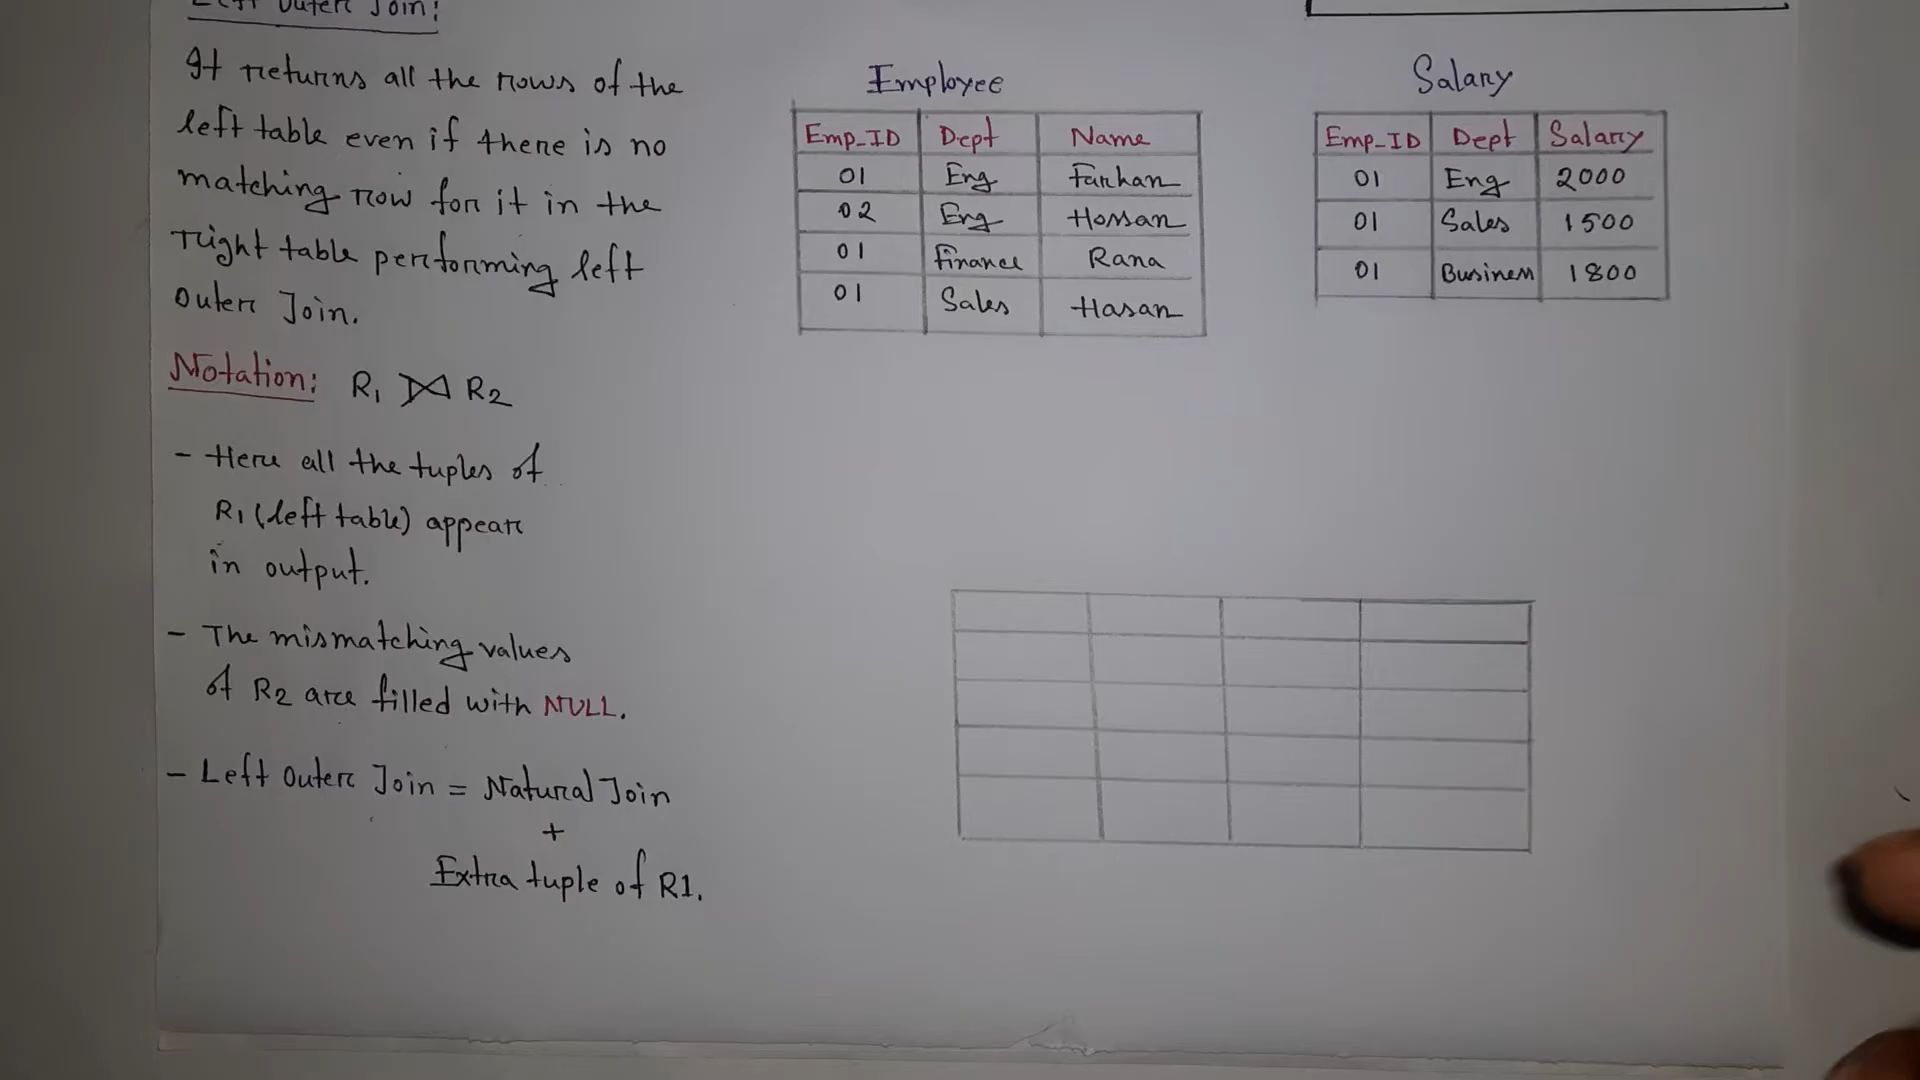 Left Outer Join:
It returns all the rows of the
left table even if there is no
matching row for it in the
right table performing left
Outer Join.
Notation: R1 ⟕ R2
- Here all the tuples of
R1 (left table) appear
in output.
- The mismatching values
of R2 are filled with NULL.
- Left Outer Join = Natural Join
+
Extra tuple of R1.
Employee
Emp_ID Dept Name
01 Eng Farhan
02 Eng Hossan
01 Finance Rana
01 Sales Hasan
Salary
Emp_ID Dept Salary
01 Eng 2000
01 Sales 1500
01 Business 1800